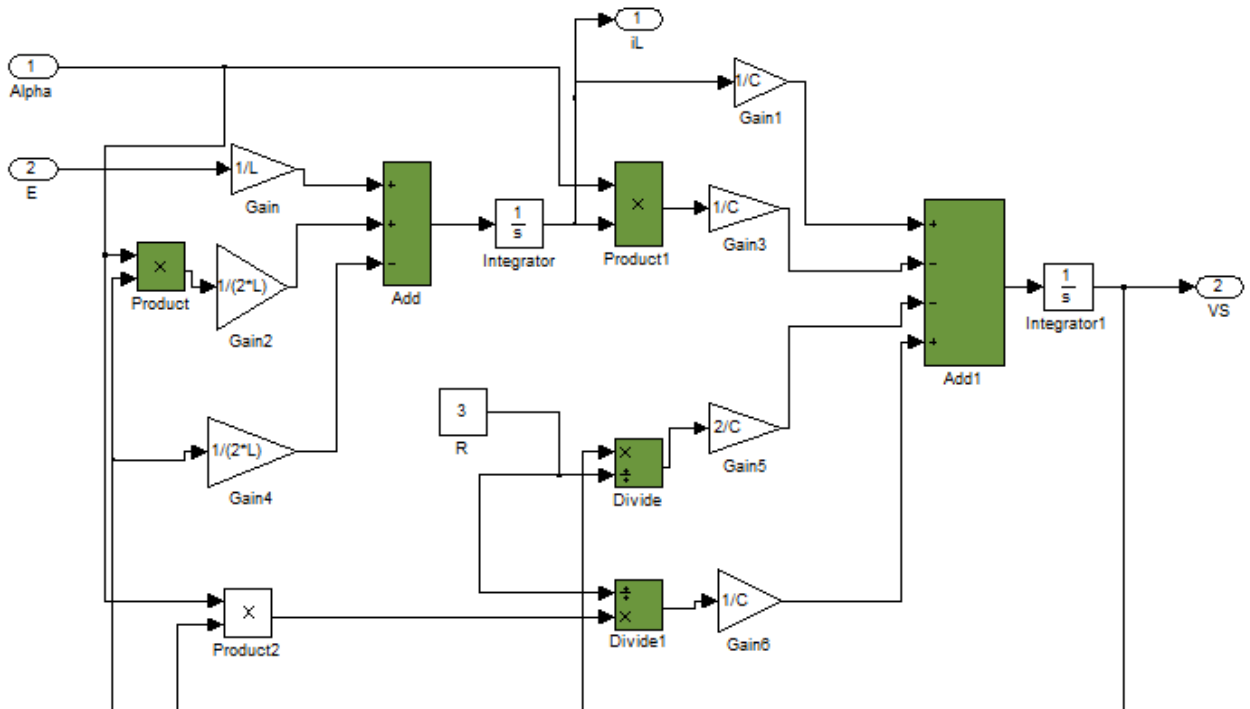 1
iL
1
Alpha
1/C
Gain1
2
E
1/L
Gain
+
+
−
Add
1
s
Integrator
×
Product1
1/C
Gain3
+
−
−
+
Add1
1
s
Integrator1
2
VS
×
Product
1/(2*L)
Gain2
3
R
1/(2*L)
Gain4
×
÷
Divide
2/C
Gain5
×
Product2
÷
×
Divide1
1/C
Gain6